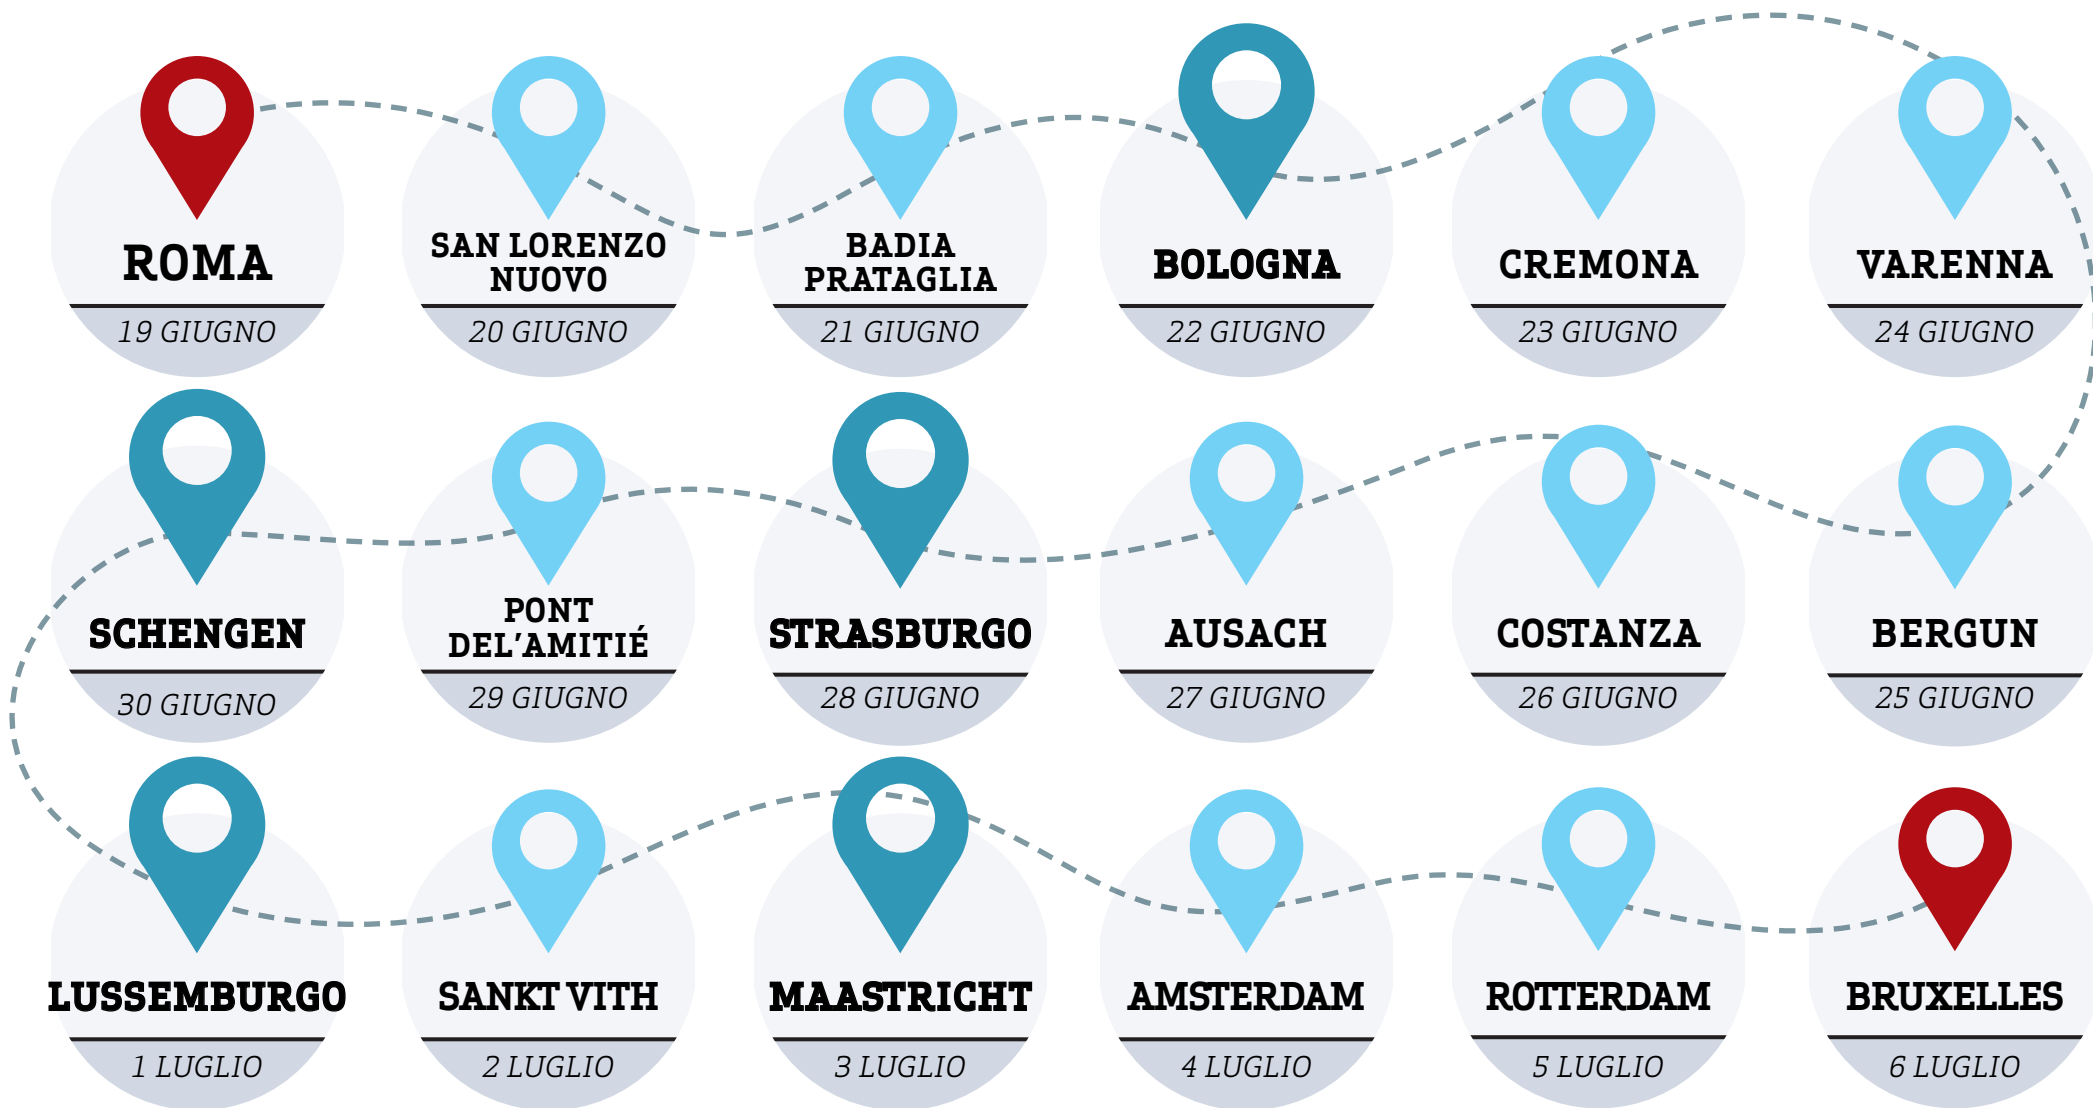 ROMA
19 GIUGNO
SAN LORENZO
NUOVO
20 GIUGNO
BADIA
PRATAGLIA
21 GIUGNO
BOLOGNA
22 GIUGNO
CREMONA
23 GIUGNO
VARENNA
24 GIUGNO
SCHENGEN
30 GIUGNO
PONT
DEL'AMITIÉ
29 GIUGNO
STRASBURGO
28 GIUGNO
AUSACH
27 GIUGNO
COSTANZA
26 GIUGNO
BERGUN
25 GIUGNO
LUSSEMBURGO
1 LUGLIO
SANKT VITH
2 LUGLIO
MAASTRICHT
3 LUGLIO
AMSTERDAM
4 LUGLIO
ROTTERDAM
5 LUGLIO
BRUXELLES
6 LUGLIO